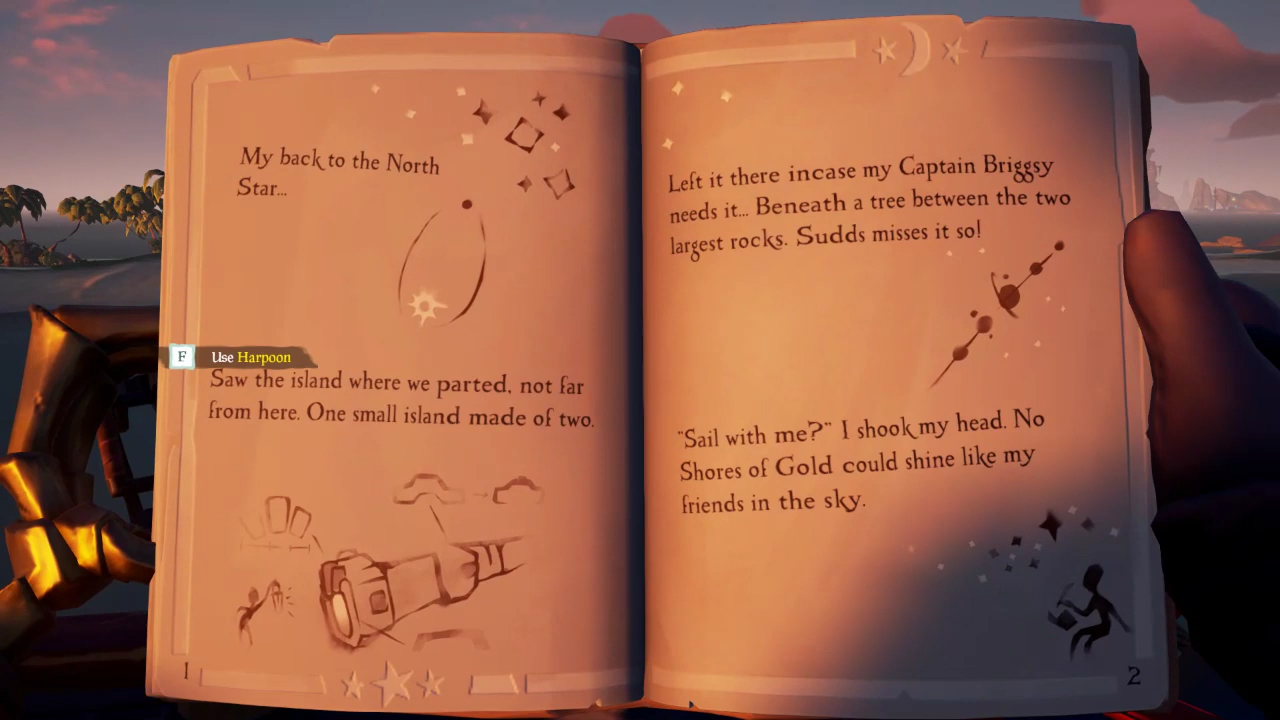 My back to the North
Star...
F Use Harpoon
Saw the island where we parted, not far
from here. One small island made of two.
1
Left it there incase my Captain Briggsy
needs it... Beneath a tree between the two
largest rocks. Sudds misses it so!
"Sail with me?" I shook my head. No
Shores of Gold could shine like my
friends in the sky.
2